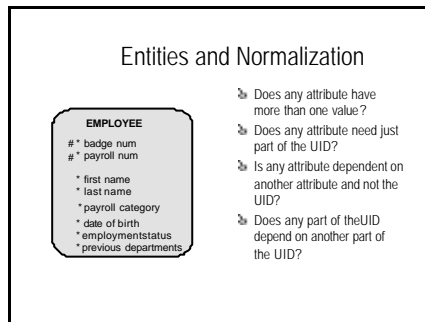 Entities and Normalization
EMPLOYEE
# * badge num
# * payroll num
* first name
* last name
* payroll category
* date of birth
* employmentstatus
* previous departments
Does any attribute have
more than one value?
Does any attribute need just
part of the UID?
Is any attribute dependent on
another attribute and not the
UID?
Does any part of theUID
depend on another part of
the UID?